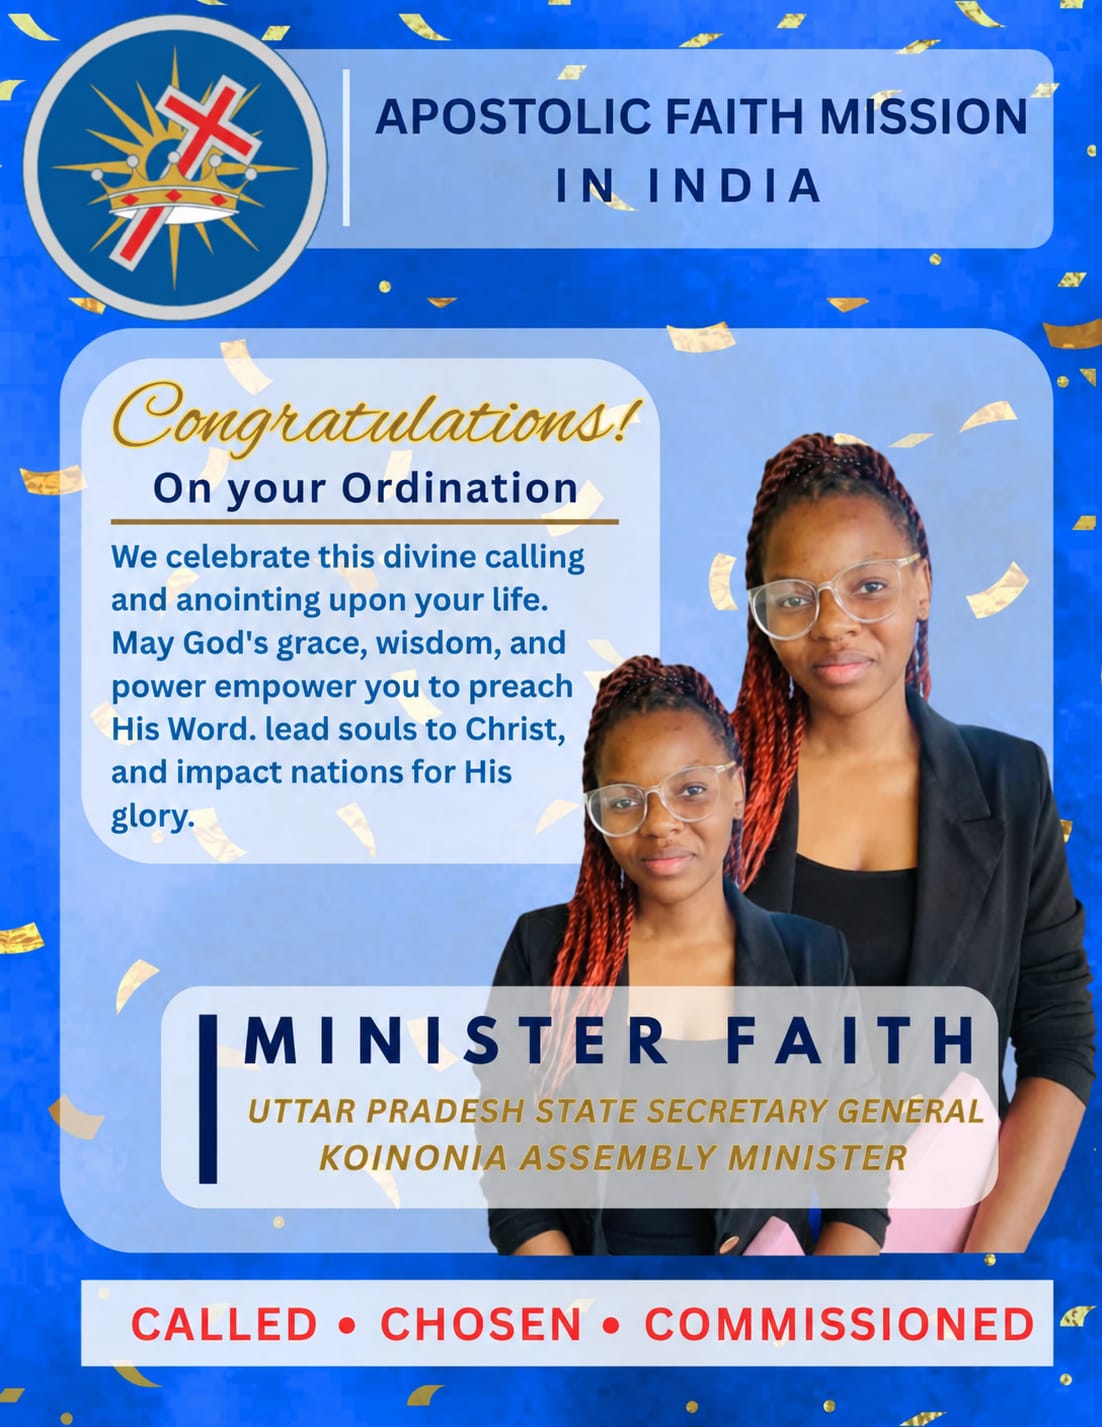 APOSTOLIC FAITH MISSION
IN INDIA
Congratulations!
On your Ordination
We celebrate this divine calling
and anointing upon your life.
May God's grace, wisdom, and
power empower you to preach
His Word. lead souls to Christ,
and impact nations for His
glory.
MINISTER FAITH
UTTAR PRADESH STATE SECRETARY GENERAL
KOINONIA ASSEMBLY MINISTER
CALLED • CHOSEN • COMMISSIONED